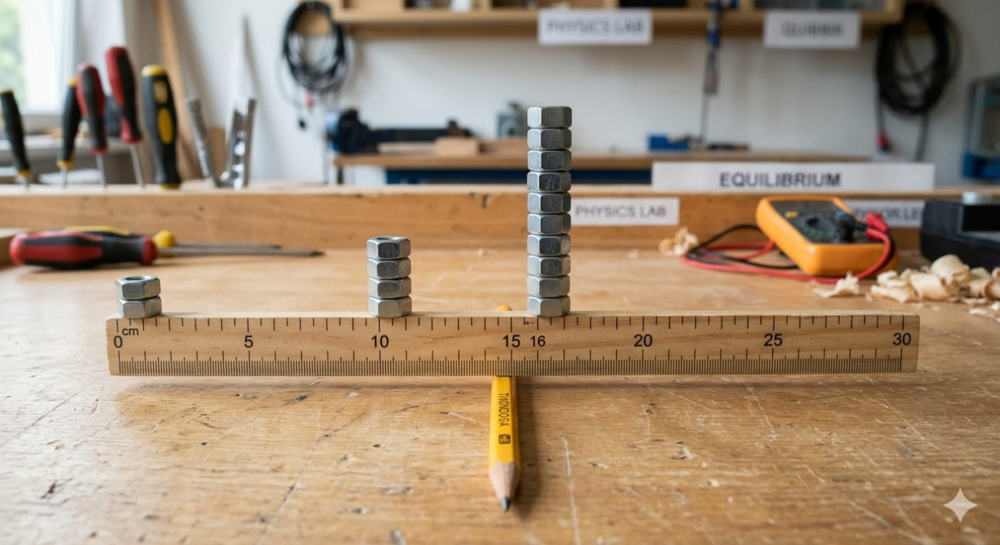 PHYSICS LAB
EQUILIBRIUM
PHYSICS LAB
cm
0 5 10 15 16 20 25 30